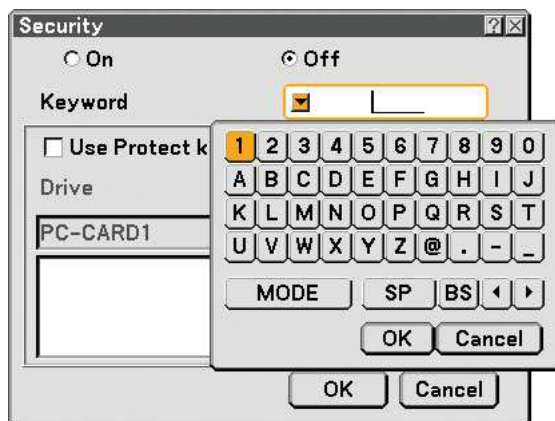 Security
On Off
Keyword
Use Protect k
Drive
PC-CARD1
1 2 3 4 5 6 7 8 9 0
A B C D E F G H I J
K L M N O P Q R S T
U V W X Y Z @ . - _
MODE SP BS
OK Cancel
OK Cancel